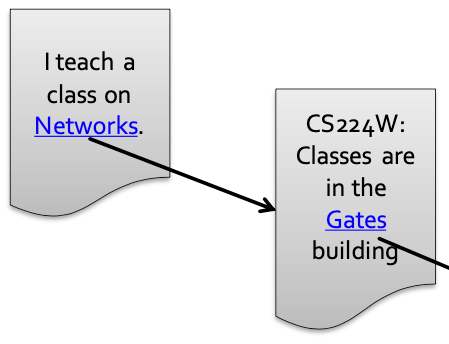 I teach a
class on
Networks.
CS224W:
Classes are
in the
Gates
building